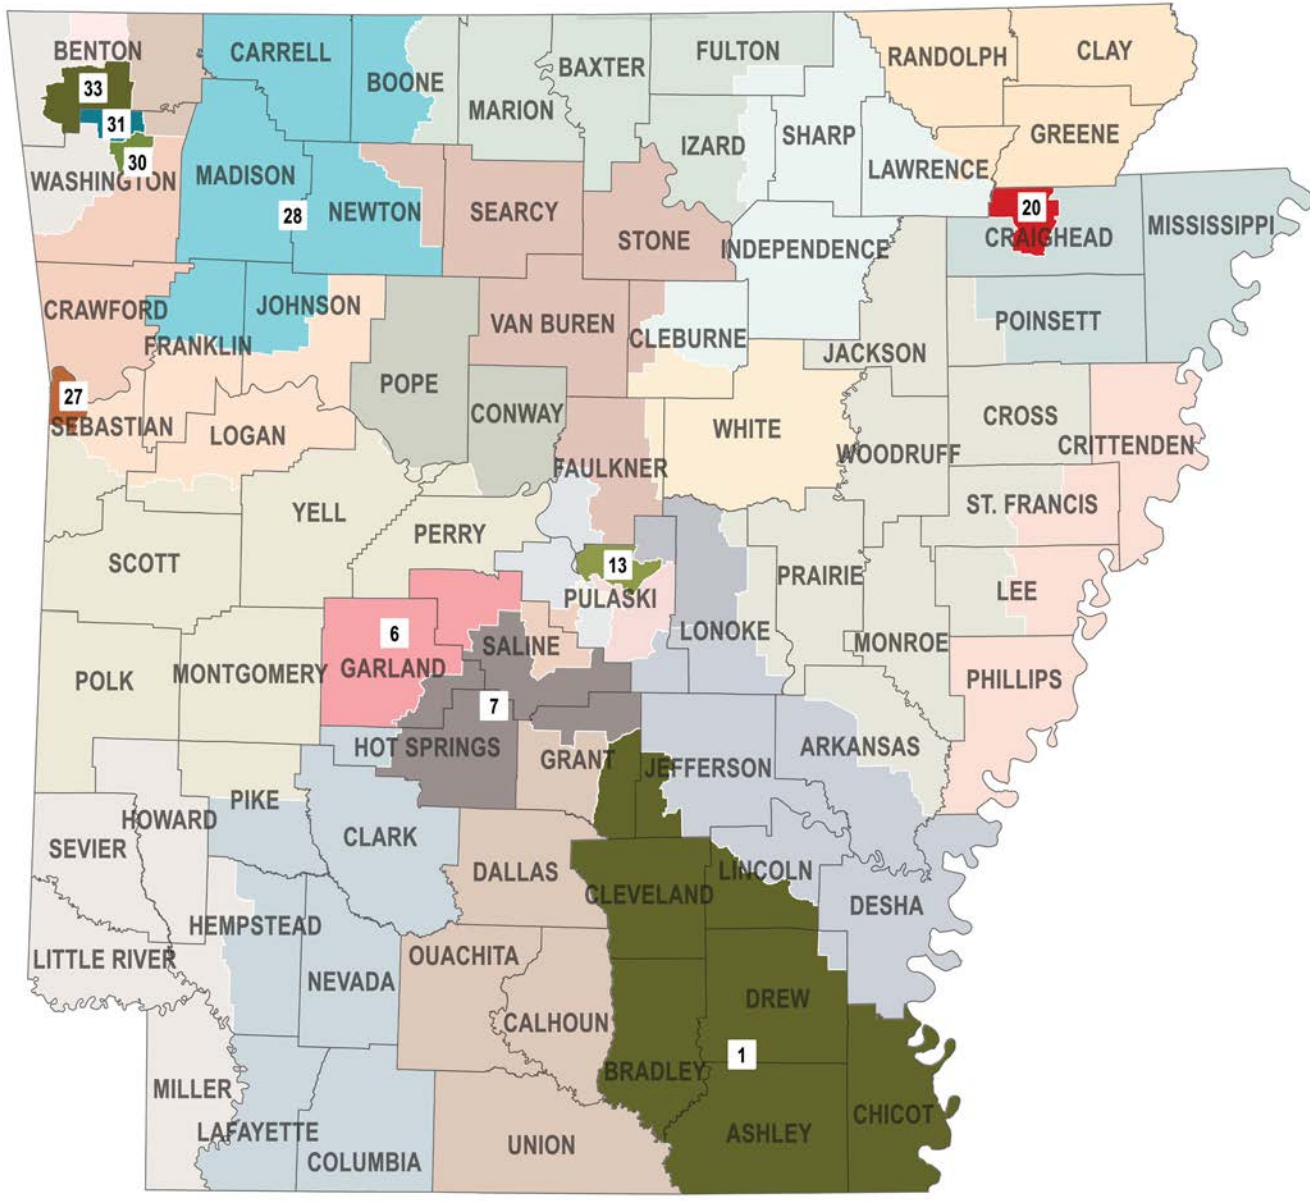 BENTON
CARRELL
BOONE
MARION
BAXTER
FULTON
RANDOLPH
CLAY
33
31
30
WASHINGTON
MADISON
NEWTON
28
SEARCY
STONE
IZARD
SHARP
LAWRENCE
GREENE
INDEPENDENCE
20
CRAIGHEAD
MISSISSIPPI
CRAWFORD
FRANKLIN
JOHNSON
VAN BUREN
CLEBURNE
JACKSON
POINSETT
27
SEBASTIAN
LOGAN
POPE
CONWAY
WHITE
WOODRUFF
CROSS
CRITTENDEN
FAULKNER
ST. FRANCIS
YELL
PERRY
SCOTT
13
PULASKI
PRAIRIE
LEE
6
GARLAND
SALINE
LONOKE
MONROE
POLK
MONTGOMERY
7
PHILLIPS
HOT SPRINGS
GRANT
JEFFERSON
ARKANSAS
PIKE
HOWARD
SEVIER
CLARK
DALLAS
CLEVELAND
LINCOLN
DESHA
HEMPSTEAD
LITTLE RIVER
NEVADA
OUACHITA
CALHOUN
DREW
1
BRADLEY
MILLER
LAFAYETTE
COLUMBIA
UNION
ASHLEY
CHICOT